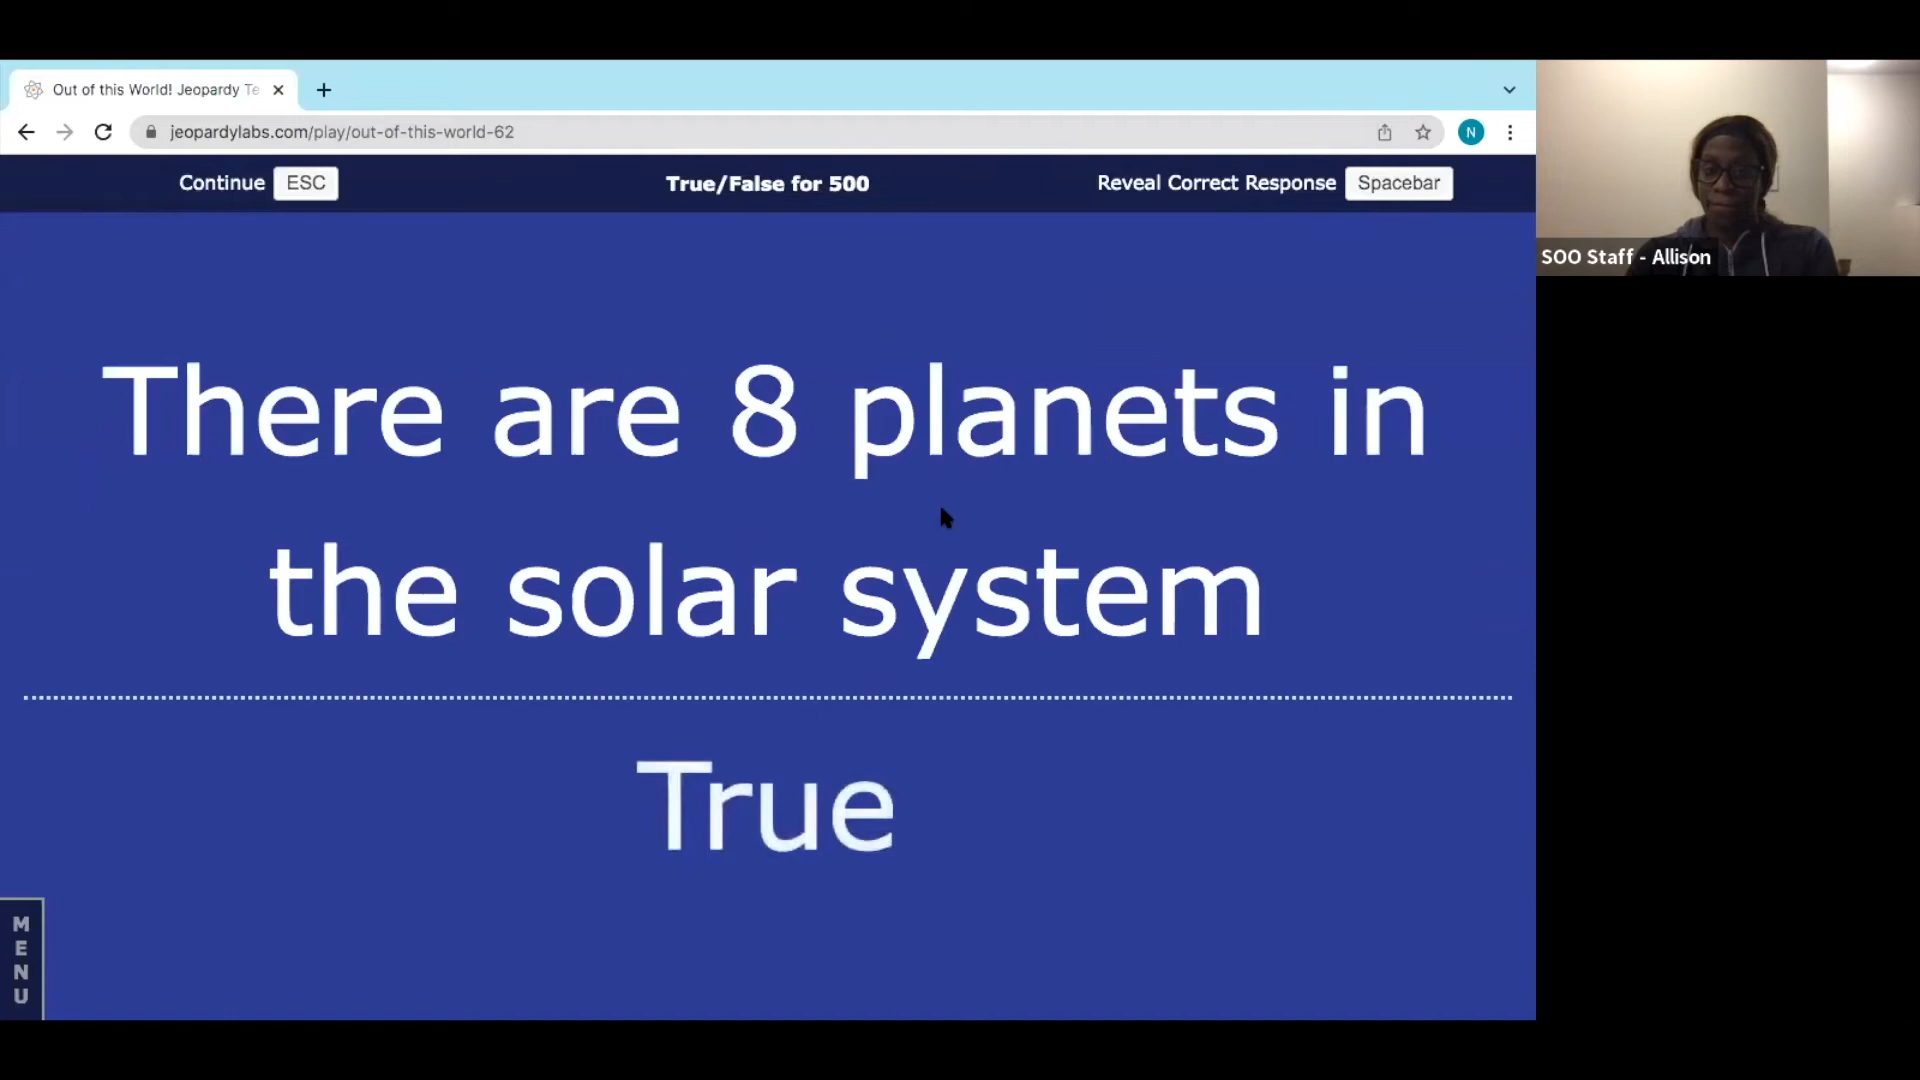 Out of this World! Jeopardy Te
jeopardylabs.com/play/out-of-this-world-62
N
Continue ESC
True/False for 500
Reveal Correct Response Spacebar
SOO Staff - Allison
There are 8 planets in
the solar system
True
MENU